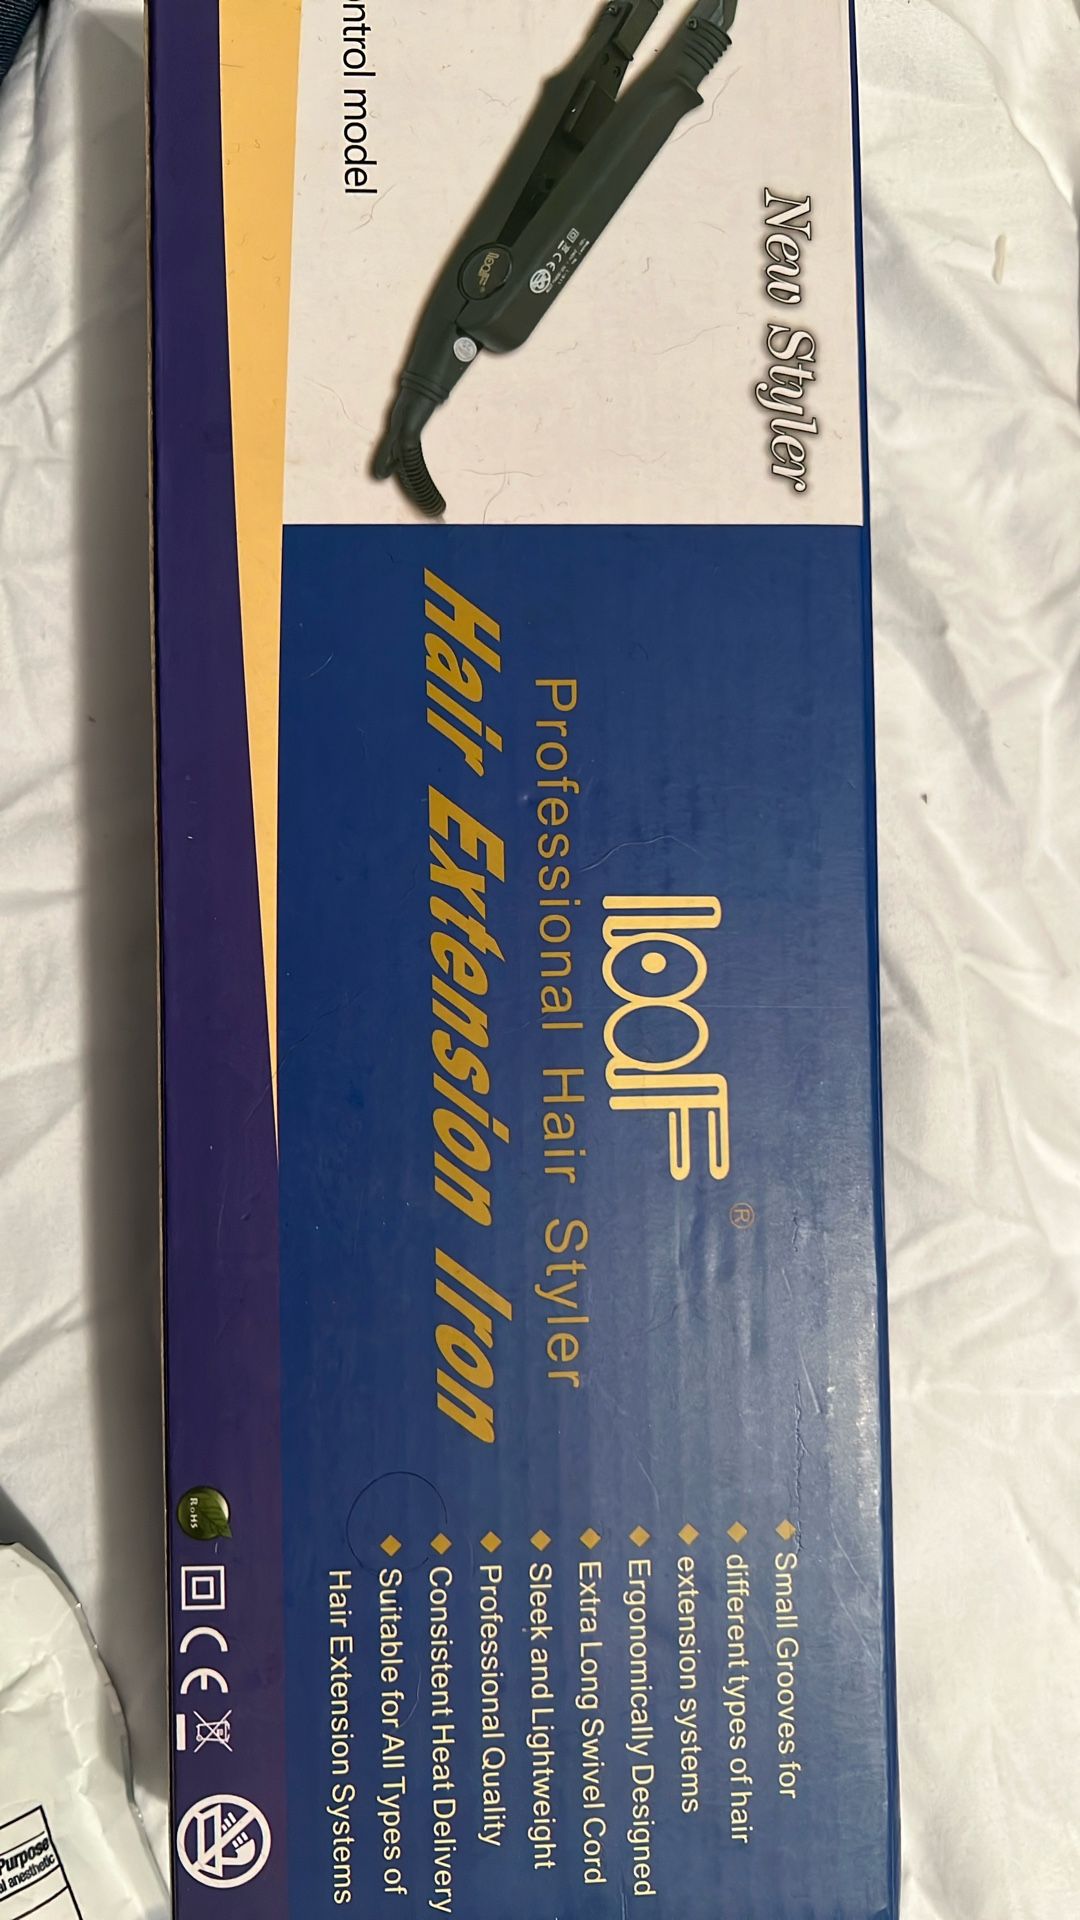 New Styler
ntrol model
lloaf®
Professional Hair Styler
Hair Extension Iron
◆ Small Grooves for
◆ different types of hair
◆ extension systems
◆ Ergonomically Designed
◆ Extra Long Swivel Cord
◆ Sleek and Lightweight
◆ Professional Quality
◆ Consistent Heat Delivery
◆ Suitable for All Types of
Hair Extension Systems
RoHS
CE
Purpose
anesthetic